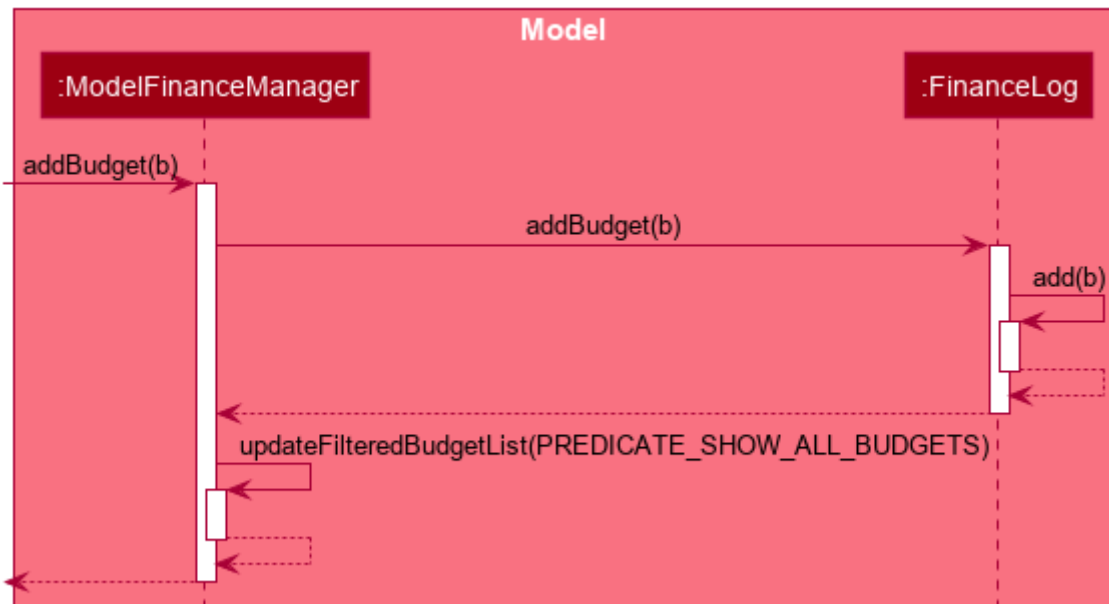 Model
:ModelFinanceManager
:FinanceLog
addBudget(b)
addBudget(b)
add(b)
updateFilteredBudgetList(PREDICATE_SHOW_ALL_BUDGETS)